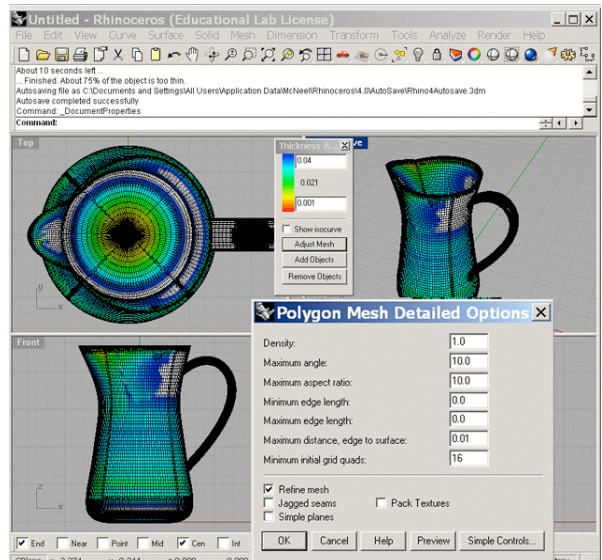 Untitled - Rhinoceros (Educational Lab License)
File Edit View Curve Surface Solid Mesh Dimension Transform Tools Analyze Render Help
About 10 seconds left ...
... Finished. About 75% of the object is too thin.
Autosaving file as C:\Documents and Settings\All Users\Application Data\McNeel\Rhinoceros\4.0\AutoSave\Rhino4Autosave.3dm
Autosave completed successfully
Command: _DocumentProperties
Command:
Top
Thickness A...
0.04
0.021
0.001
Show isocurve
Adjust Mesh
Add Objects
Remove Objects
y
x
Polygon Mesh Detailed Options
Front
Density: 1.0
Maximum angle: 10.0
Maximum aspect ratio: 10.0
Minimum edge length: 0.0
Maximum edge length: 0.0
Maximum distance, edge to surface: 0.01
Minimum initial grid quads: 16
Refine mesh
Jagged seams Pack Textures
Simple planes
z
x
OK Cancel Help Preview Simple Controls...
End Near Point Mid Cen Int